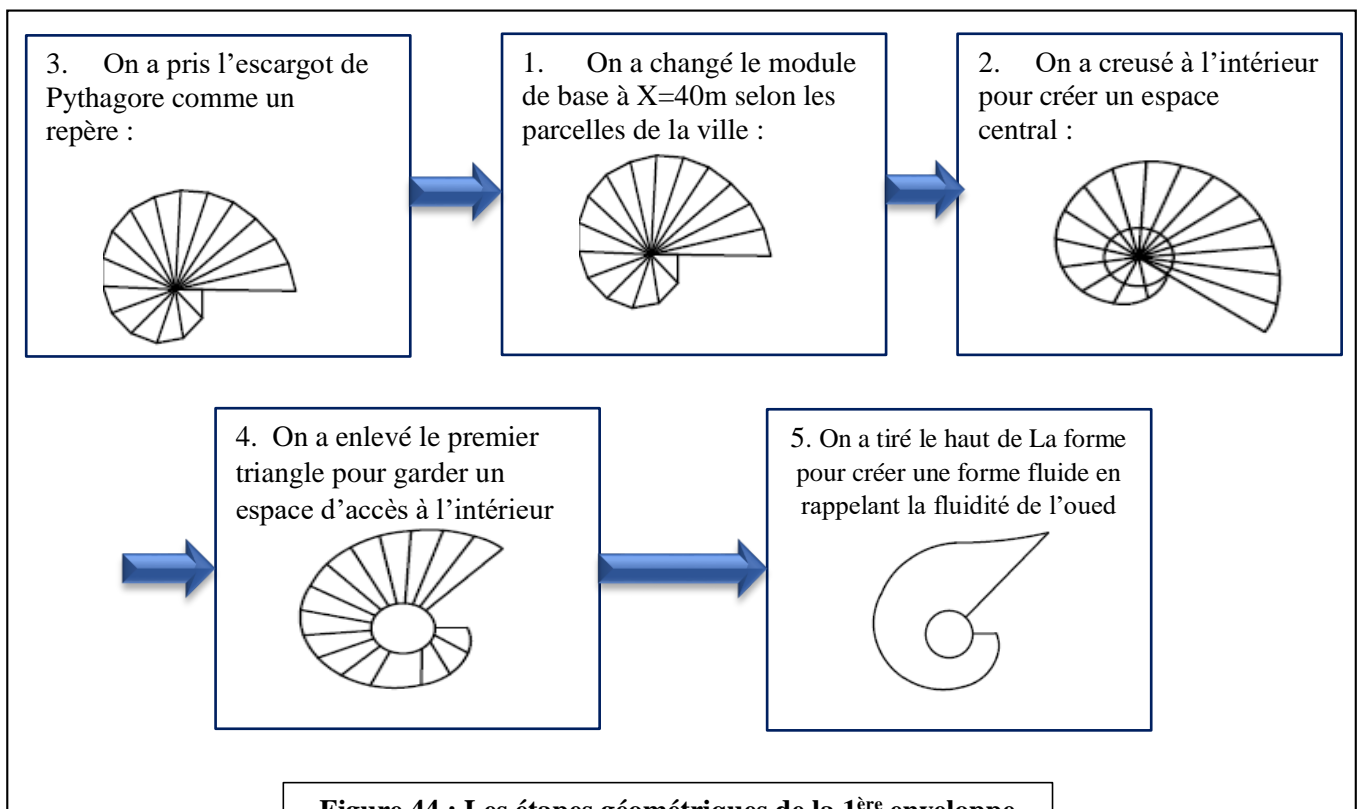 3. On a pris l’escargot de
Pythagore comme un
repère :
1. On a changé le module
de base à X=40m selon les
parcelles de la ville :
2. On a creusé à l’intérieur
pour créer un espace
central :
4. On a enlevé le premier
triangle pour garder un
espace d’accès à l’intérieur
5. On a tiré le haut de La forme
pour créer une forme fluide en
rappelant la fluidité de l’oued
Figure 44 : Les étapes géométriques de la 1ère enveloppe